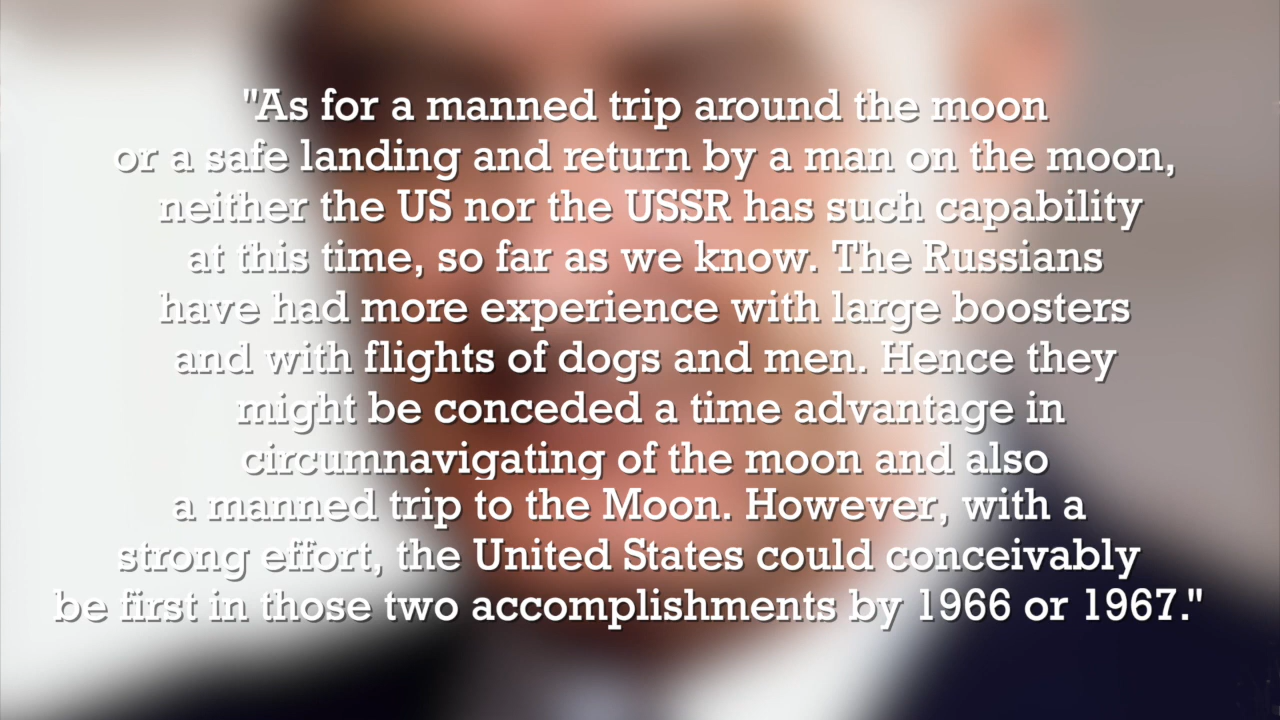 "As for a manned trip around the moon
or a safe landing and return by a man on the moon,
neither the US nor the USSR has such capability
at this time, so far as we know. The Russians
have had more experience with large boosters
and with flights of dogs and men. Hence they
might be conceded a time advantage in
circumnavigating of the moon and also
a manned trip to the Moon. However, with a
strong effort, the United States could conceivably
be first in those two accomplishments by 1966 or 1967."